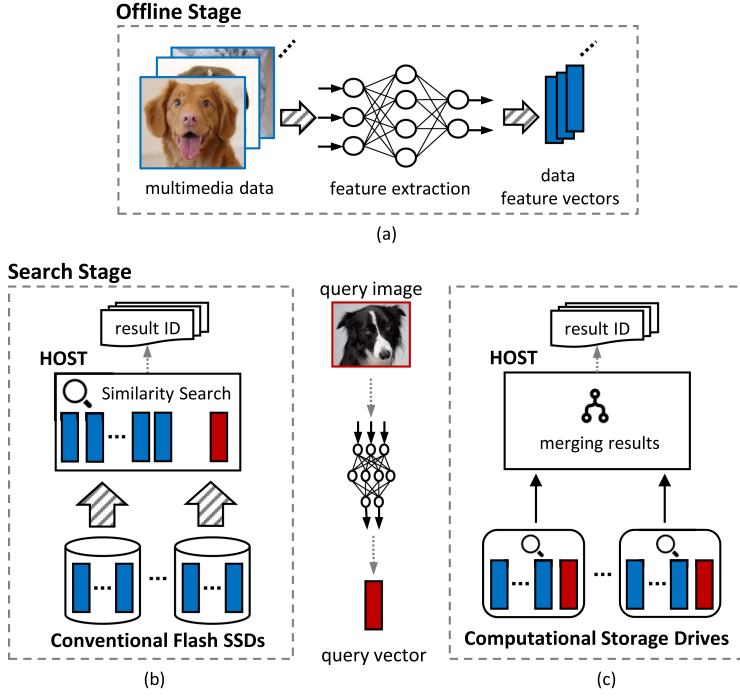 Offline Stage
multimedia data
feature extraction
data
feature vectors
(a)
Search Stage
result ID
HOST
Similarity Search
...
... ... ...
Conventional Flash SSDs
(b)
query image
query vector
result ID
HOST
merging results
... ... ...
Computational Storage Drives
(c)